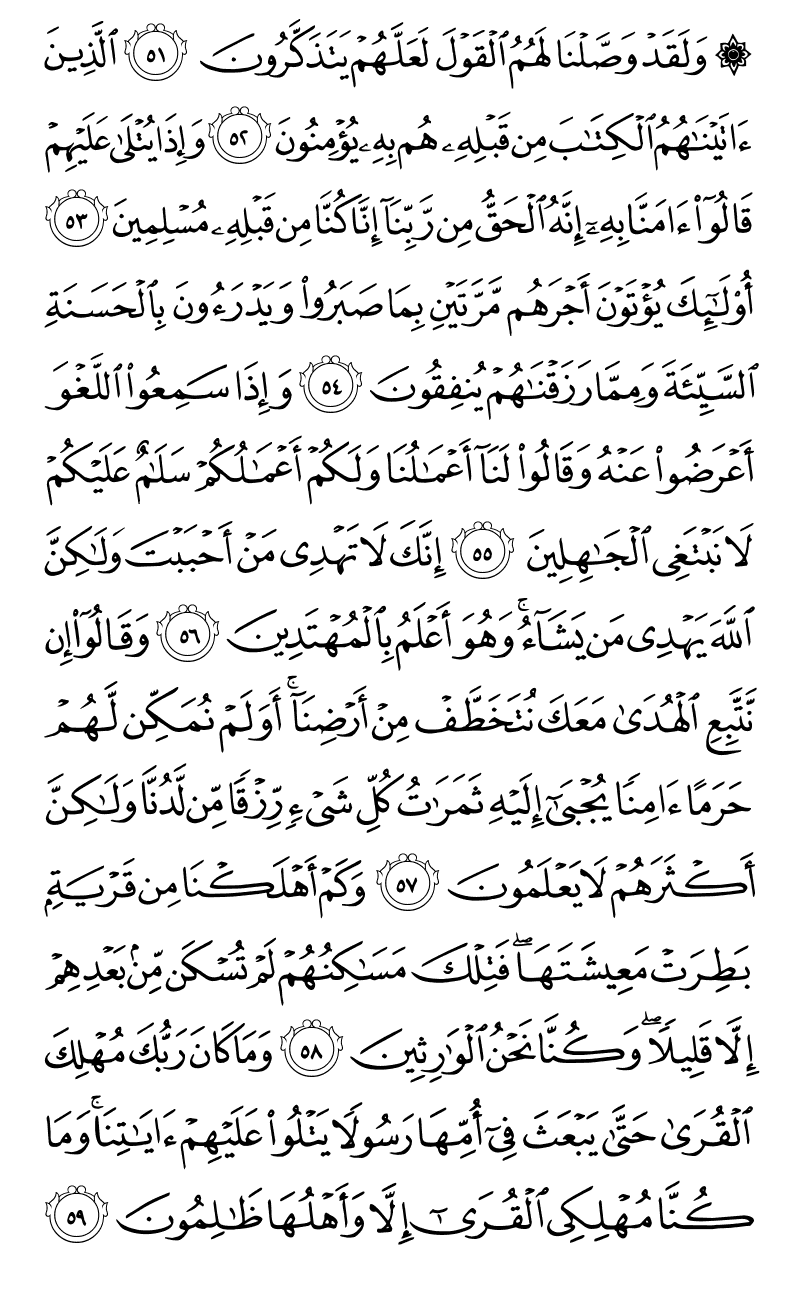 ۞ وَلَقَدْ وَصَّلْنَا لَهُمُ ٱلْقَوْلَ لَعَلَّهُمْ يَتَذَكَّرُونَ ٥١ ٱلَّذِينَ
ءَاتَيْنَـٰهُمُ ٱلْكِتَـٰبَ مِن قَبْلِهِۦ هُم بِهِۦ يُؤْمِنُونَ ٥٢ وَإِذَا يُتْلَىٰ عَلَيْهِمْ
قَالُوٓا۟ ءَامَنَّا بِهِۦٓ إِنَّهُ ٱلْحَقُّ مِن رَّبِّنَآ إِنَّا كُنَّا مِن قَبْلِهِۦ مُسْلِمِينَ ٥٣
أُو۟لَـٰٓئِكَ يُؤْتَوْنَ أَجْرَهُم مَّرَّتَيْنِ بِمَا صَبَرُوا۟ وَيَدْرَءُونَ بِٱلْحَسَنَةِ
ٱلسَّيِّئَةَ وَمِمَّا رَزَقْنَـٰهُمْ يُنفِقُونَ ٥٤ وَإِذَا سَمِعُوا۟ ٱللَّغْوَ
أَعْرَضُوا۟ عَنْهُ وَقَالُوا۟ لَنَآ أَعْمَـٰلُنَا وَلَكُمْ أَعْمَـٰلُكُمْ سَلَـٰمٌ عَلَيْكُمْ
لَا نَبْتَغِى ٱلْجَـٰهِلِينَ ٥٥ إِنَّكَ لَا تَهْدِى مَنْ أَحْبَبْتَ وَلَـٰكِنَّ
ٱللَّهَ يَهْدِى مَن يَشَآءُ ۚ وَهُوَ أَعْلَمُ بِٱلْمُهْتَدِينَ ٥٦ وَقَالُوٓا۟ إِن
نَّتَّبِعِ ٱلْهُدَىٰ مَعَكَ نُتَخَطَّفْ مِنْ أَرْضِنَآ ۚ أَوَلَمْ نُمَكِّن لَّهُمْ
حَرَمًا ءَامِنًا يُجْبَىٰٓ إِلَيْهِ ثَمَرَٰتُ كُلِّ شَىْءٍ رِّزْقًا مِّن لَّدُنَّا وَلَـٰكِنَّ
أَكْثَرَهُمْ لَا يَعْلَمُونَ ٥٧ وَكَمْ أَهْلَكْنَا مِن قَرْيَةٍۭ
بَطِرَتْ مَعِيشَتَهَا ۖ فَتِلْكَ مَسَـٰكِنُهُمْ لَمْ تُسْكَن مِّنۢ بَعْدِهِمْ
إِلَّا قَلِيلًا ۖ وَكُنَّا نَحْنُ ٱلْوَٰرِثِينَ ٥٨ وَمَا كَانَ رَبُّكَ مُهْلِكَ
ٱلْقُرَىٰ حَتَّىٰ يَبْعَثَ فِىٓ أُمِّهَا رَسُولًا يَتْلُوا۟ عَلَيْهِمْ ءَايَـٰتِنَا ۚ وَمَا
كُنَّا مُهْلِكِى ٱلْقُرَىٰٓ إِلَّا وَأَهْلُهَا ظَـٰلِمُونَ ٥٩